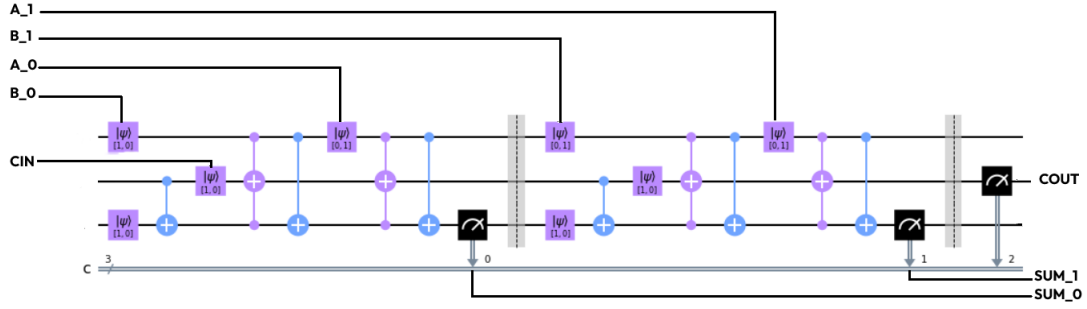 A_1
B_1
A_0
B_0
|ψ⟩ [1, 0]
|ψ⟩ [0, 1]
|ψ⟩ [0, 1]
|ψ⟩ [0, 1]
CIN
|ψ⟩ [1, 0]
|ψ⟩ [1, 0]
COUT
|ψ⟩ [1, 0]
|ψ⟩ [1, 0]
C 3 0 1 2
SUM_1
SUM_0